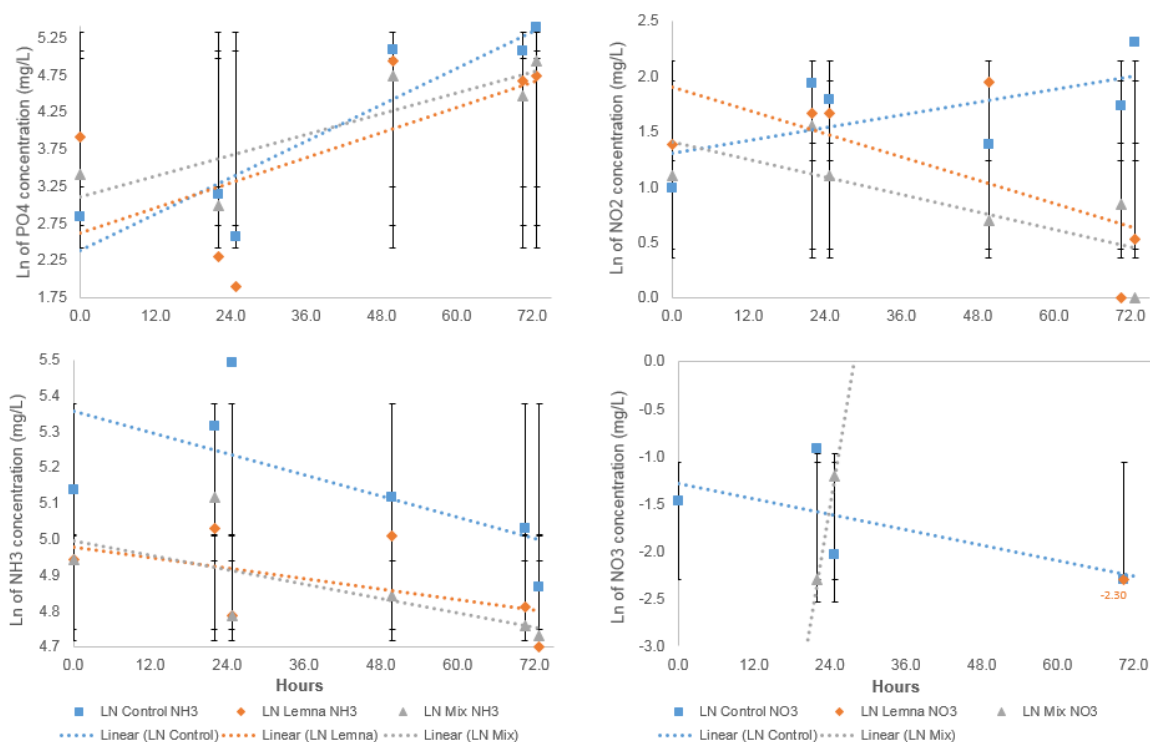 Ln of PO4 concentration (mg/L)
5.25
4.75
4.25
3.75
3.25
2.75
2.25
1.75
0.0 12.0 24.0 36.0 48.0 60.0 72.0
Ln of NO2 concentration (mg/L)
2.5
2.0
1.5
1.0
0.5
0.0
0.0 12.0 24.0 36.0 48.0 60.0 72.0
Ln of NH3 concentration (mg/L)
5.5
5.4
5.3
5.2
5.1
5.0
4.9
4.8
4.7
0.0 12.0 24.0 36.0 48.0 60.0 72.0
Hours
LN Control NH3 LN Lemna NH3 LN Mix NH3
Linear (LN Control) Linear (LN Lemna) Linear (LN Mix)
Ln of NO3 concentration (mg/L)
0.0
-0.5
-1.0
-1.5
-2.0
-2.5
-3.0
-2.30
0.0 12.0 24.0 36.0 48.0 60.0 72.0
Hours
LN Control NO3 LN Lemna NO3 LN Mix NO3
Linear (LN Control) Linear (LN Mix)